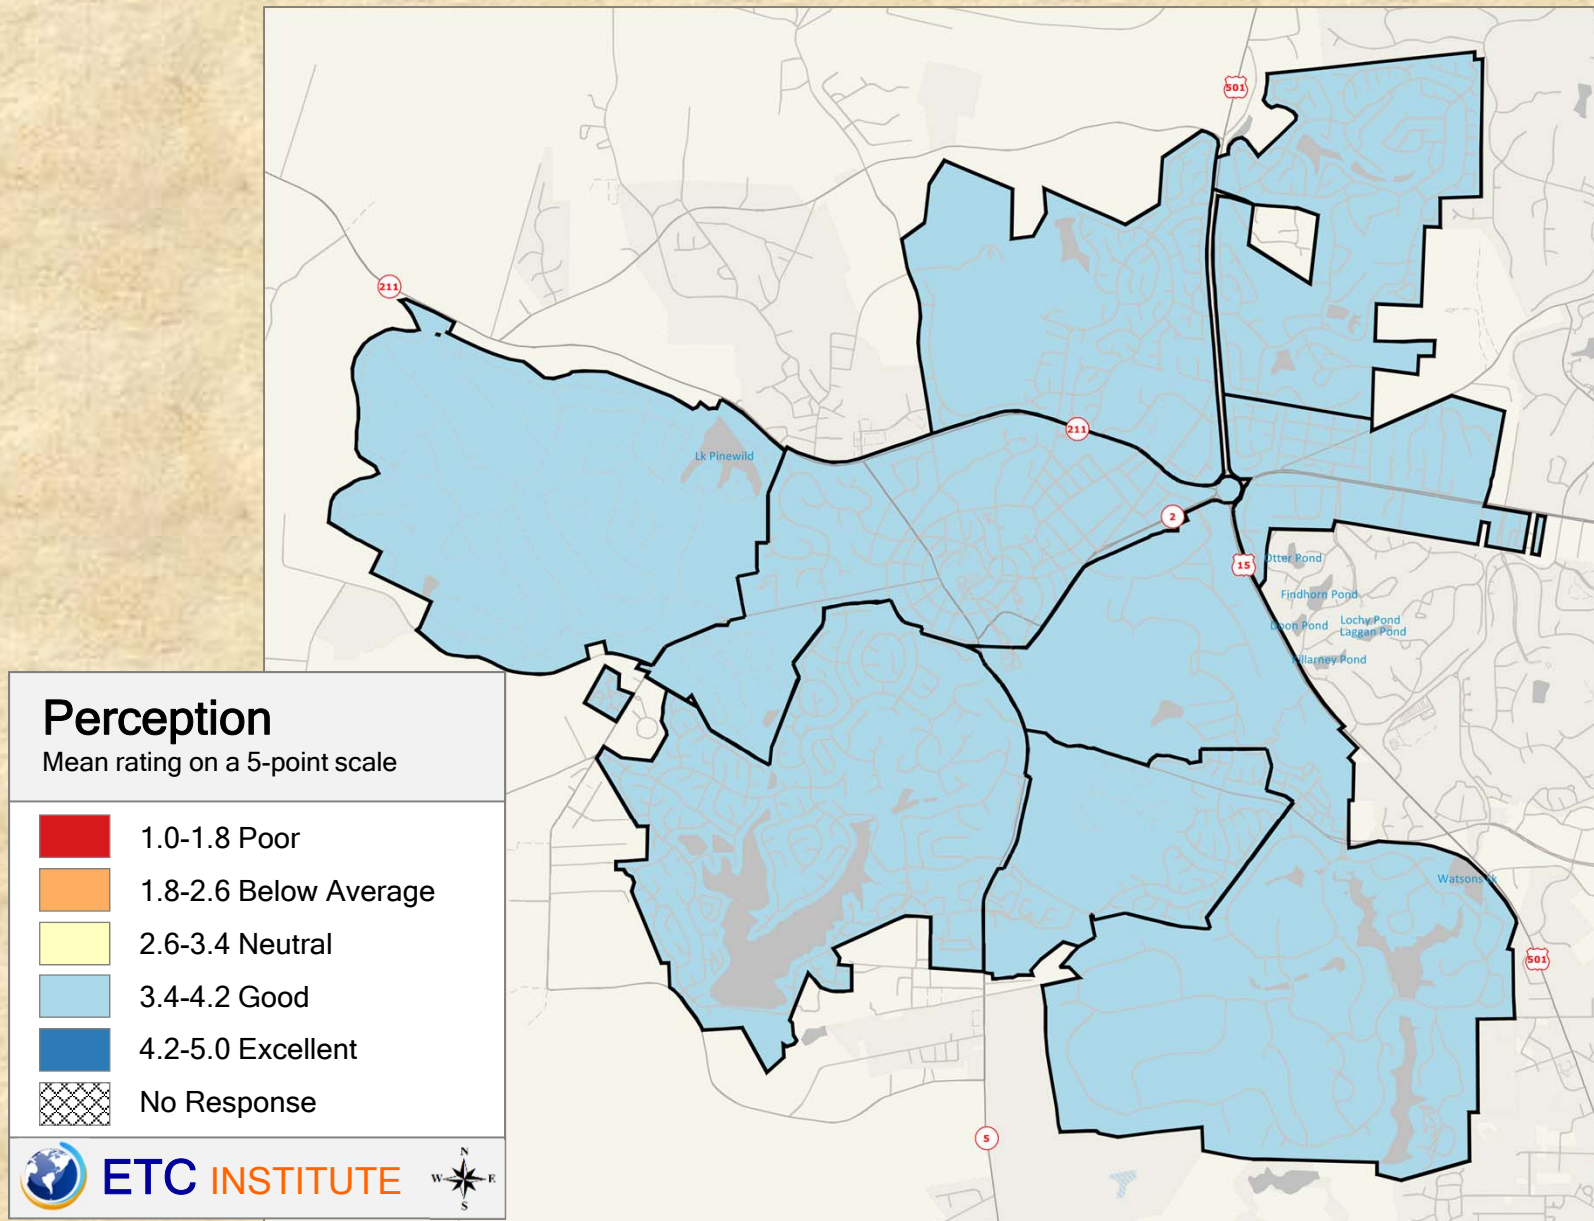 501
211
211
Lk Pinewild
2
15
Otter Pond
Findhorn Pond
Lochy Pond
Doon Pond
Laggan Pond
Killarney Pond
Watsons Lk
501
5
Perception
Mean rating on a 5-point scale
1.0-1.8 Poor
1.8-2.6 Below Average
2.6-3.4 Neutral
3.4-4.2 Good
4.2-5.0 Excellent
No Response
ETC INSTITUTE
N
W E
S